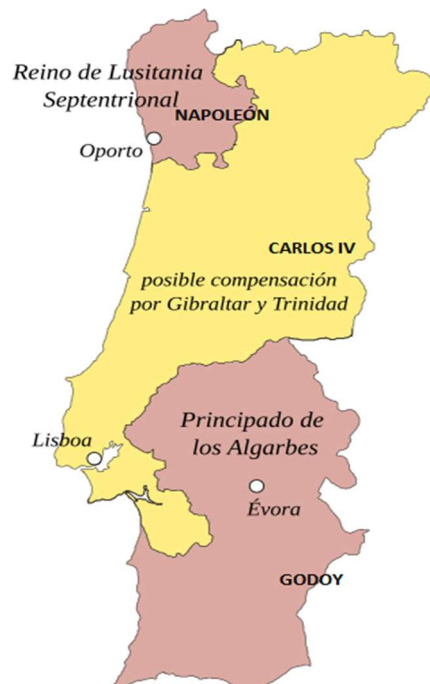 Reino de Lusitania
Septentrional
NAPOLEÓN
Oporto
CARLOS IV
posible compensación
por Gibraltar y Trinidad
Principado de
los Algarbes
Lisboa
Évora
GODOY